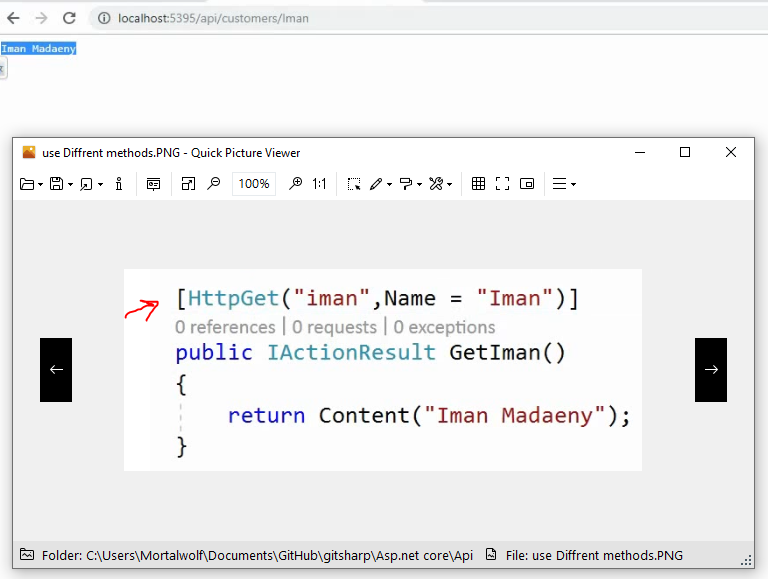 localhost:5395/api/customers/Iman
Iman Madaeny
use Diffrent methods.PNG - Quick Picture Viewer
100%
1:1
[HttpGet("iman",Name = "Iman")]
0 references | 0 requests | 0 exceptions
public IActionResult GetIman()
{
return Content("Iman Madaeny");
}
Folder: C:\Users\Mortalwolf\Documents\GitHub\gitsharp\Asp.net core\Api File: use Diffrent methods.PNG